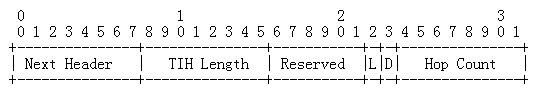 0                   1                   2                   3
0 1 2 3 4 5 6 7 8 9 0 1 2 3 4 5 6 7 8 9 0 1 2 3 4 5 6 7 8 9 0 1
+---------------+---------------+-----------+-+-+---------------+
| Next Header | TIH Length | Reserved |L|D| Hop Count |
+---------------+---------------+-----------+-+-+---------------+